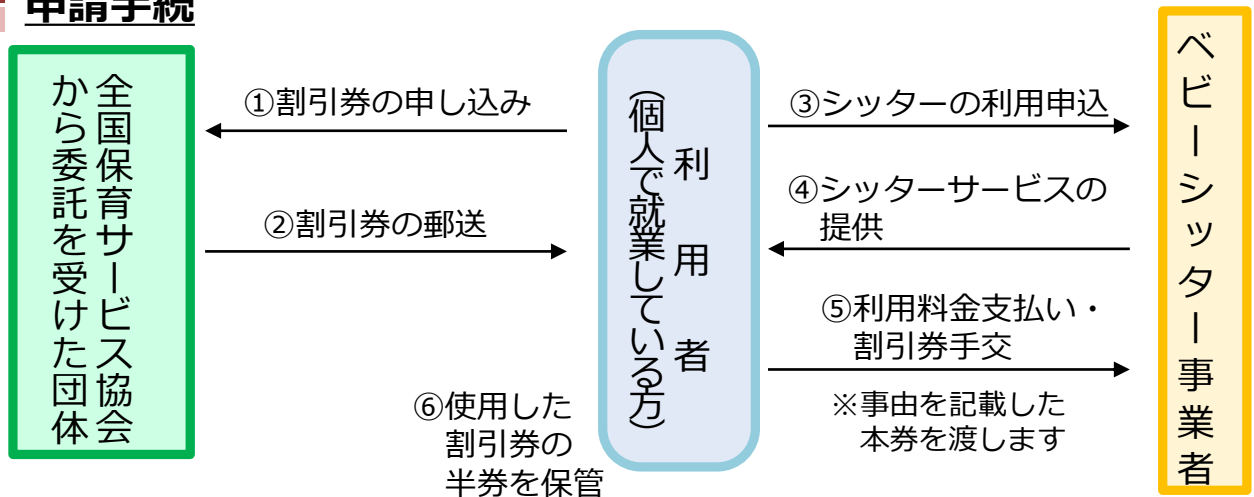 申請手続
全国保育サービス協会
から委託を受けた団体
①割引券の申し込み
②割引券の郵送
利用者
(個人で就業している方)
⑥使用した
割引券の
半券を保管
③シッターの利用申込
④シッターサービスの
提供
⑤利用料金支払い・
割引券手交
※事由を記載した
本券を渡します
ベビーシッター事業者